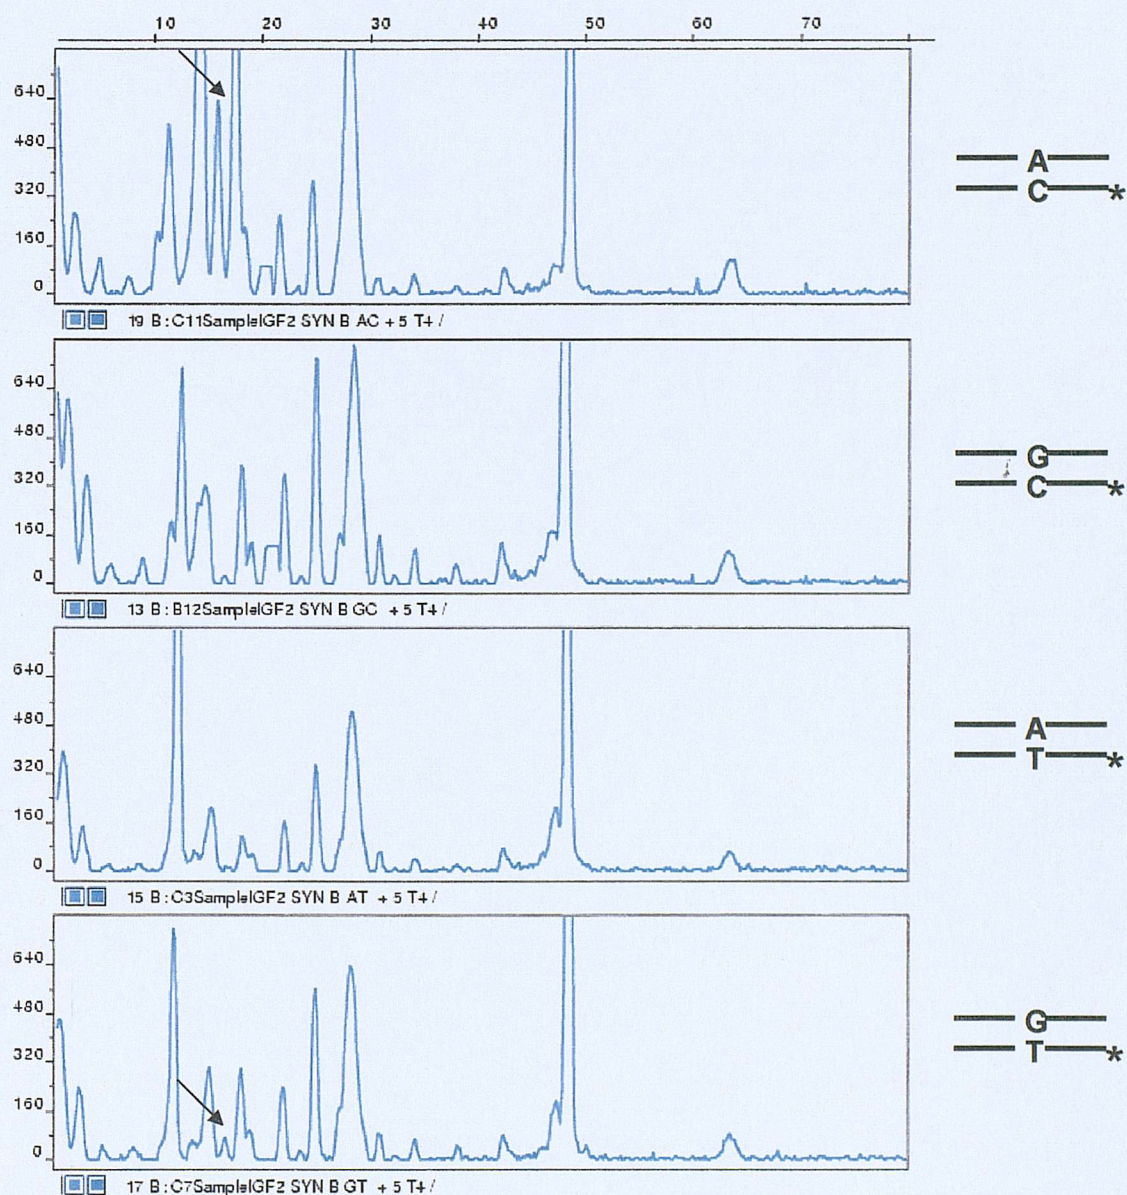 10 20 30 40 50 60 70
640
480
320
160
0
A
C *
19 B:C11SampleIGF2 SYN B AC + 5 T4 /
640
480
320
160
0
G
C *
13 B:B12SampleIGF2 SYN B GC + 5 T4 /
640
480
320
160
0
A
T *
15 B:C3SampleIGF2 SYN B AT + 5 T4 /
640
480
320
160
0
G
T *
17 B:C7SampleIGF2 SYN B GT + 5 T4 /